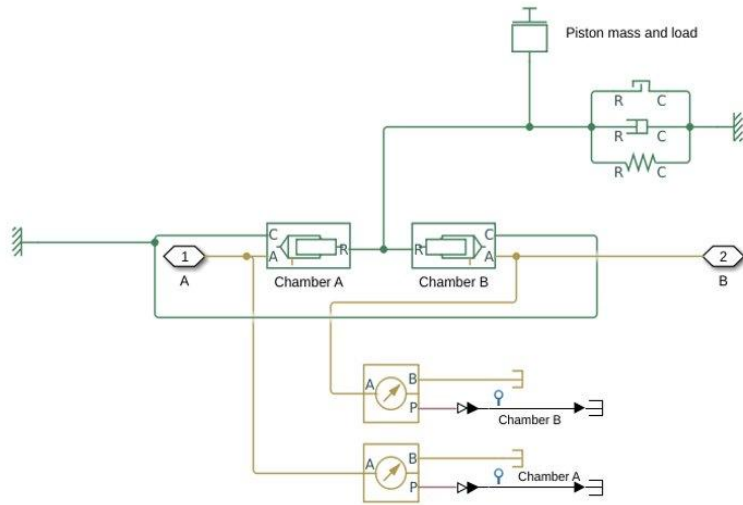 Piston mass and load
R C
R C
R C
C
A R
Chamber A
C
R A
Chamber B
1
A
2
B
A B
P
Chamber B
A B
P
Chamber A